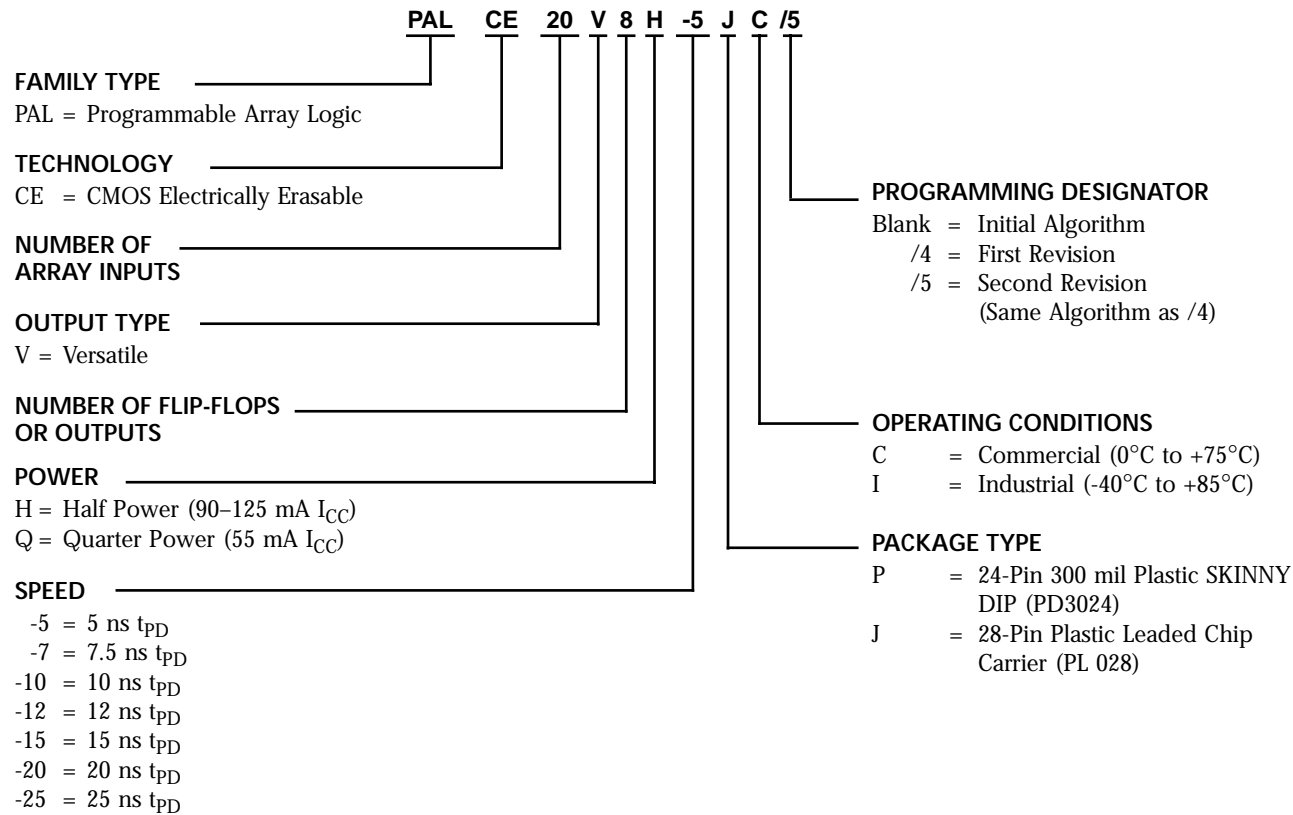 PAL CE 20 V 8 H -5 J C /5
FAMILY TYPE
PAL = Programmable Array Logic
TECHNOLOGY
CE = CMOS Electrically Erasable
NUMBER OF
ARRAY INPUTS
OUTPUT TYPE
V = Versatile
NUMBER OF FLIP-FLOPS
OR OUTPUTS
POWER
H = Half Power (90–125 mA ICC)
Q = Quarter Power (55 mA ICC)
SPEED
-5 = 5 ns tPD
-7 = 7.5 ns tPD
-10 = 10 ns tPD
-12 = 12 ns tPD
-15 = 15 ns tPD
-20 = 20 ns tPD
-25 = 25 ns tPD
PROGRAMMING DESIGNATOR
Blank = Initial Algorithm
/4 = First Revision
/5 = Second Revision
(Same Algorithm as /4)
OPERATING CONDITIONS
C = Commercial (0°C to +75°C)
I = Industrial (-40°C to +85°C)
PACKAGE TYPE
P = 24-Pin 300 mil Plastic SKINNY
DIP (PD3024)
J = 28-Pin Plastic Leaded Chip
Carrier (PL 028)